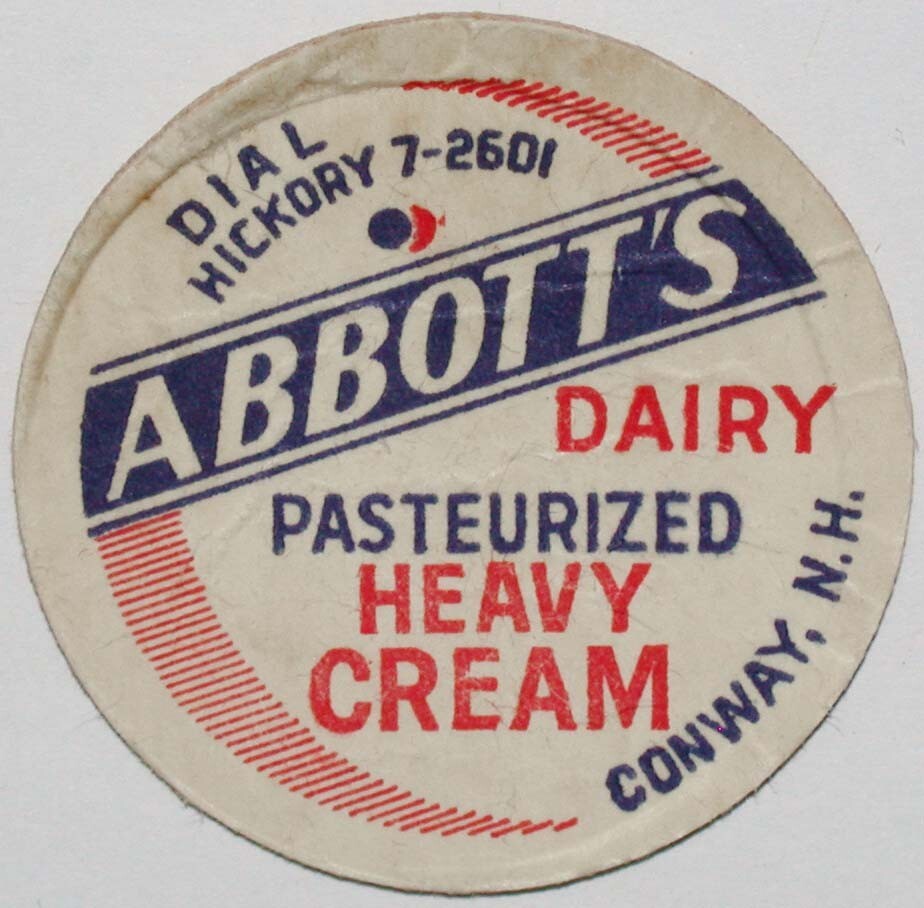 DIAL
HICKORY 7-2601
ABBOTT'S
DAIRY
PASTEURIZED
HEAVY
CREAM
CONWAY, N.H.